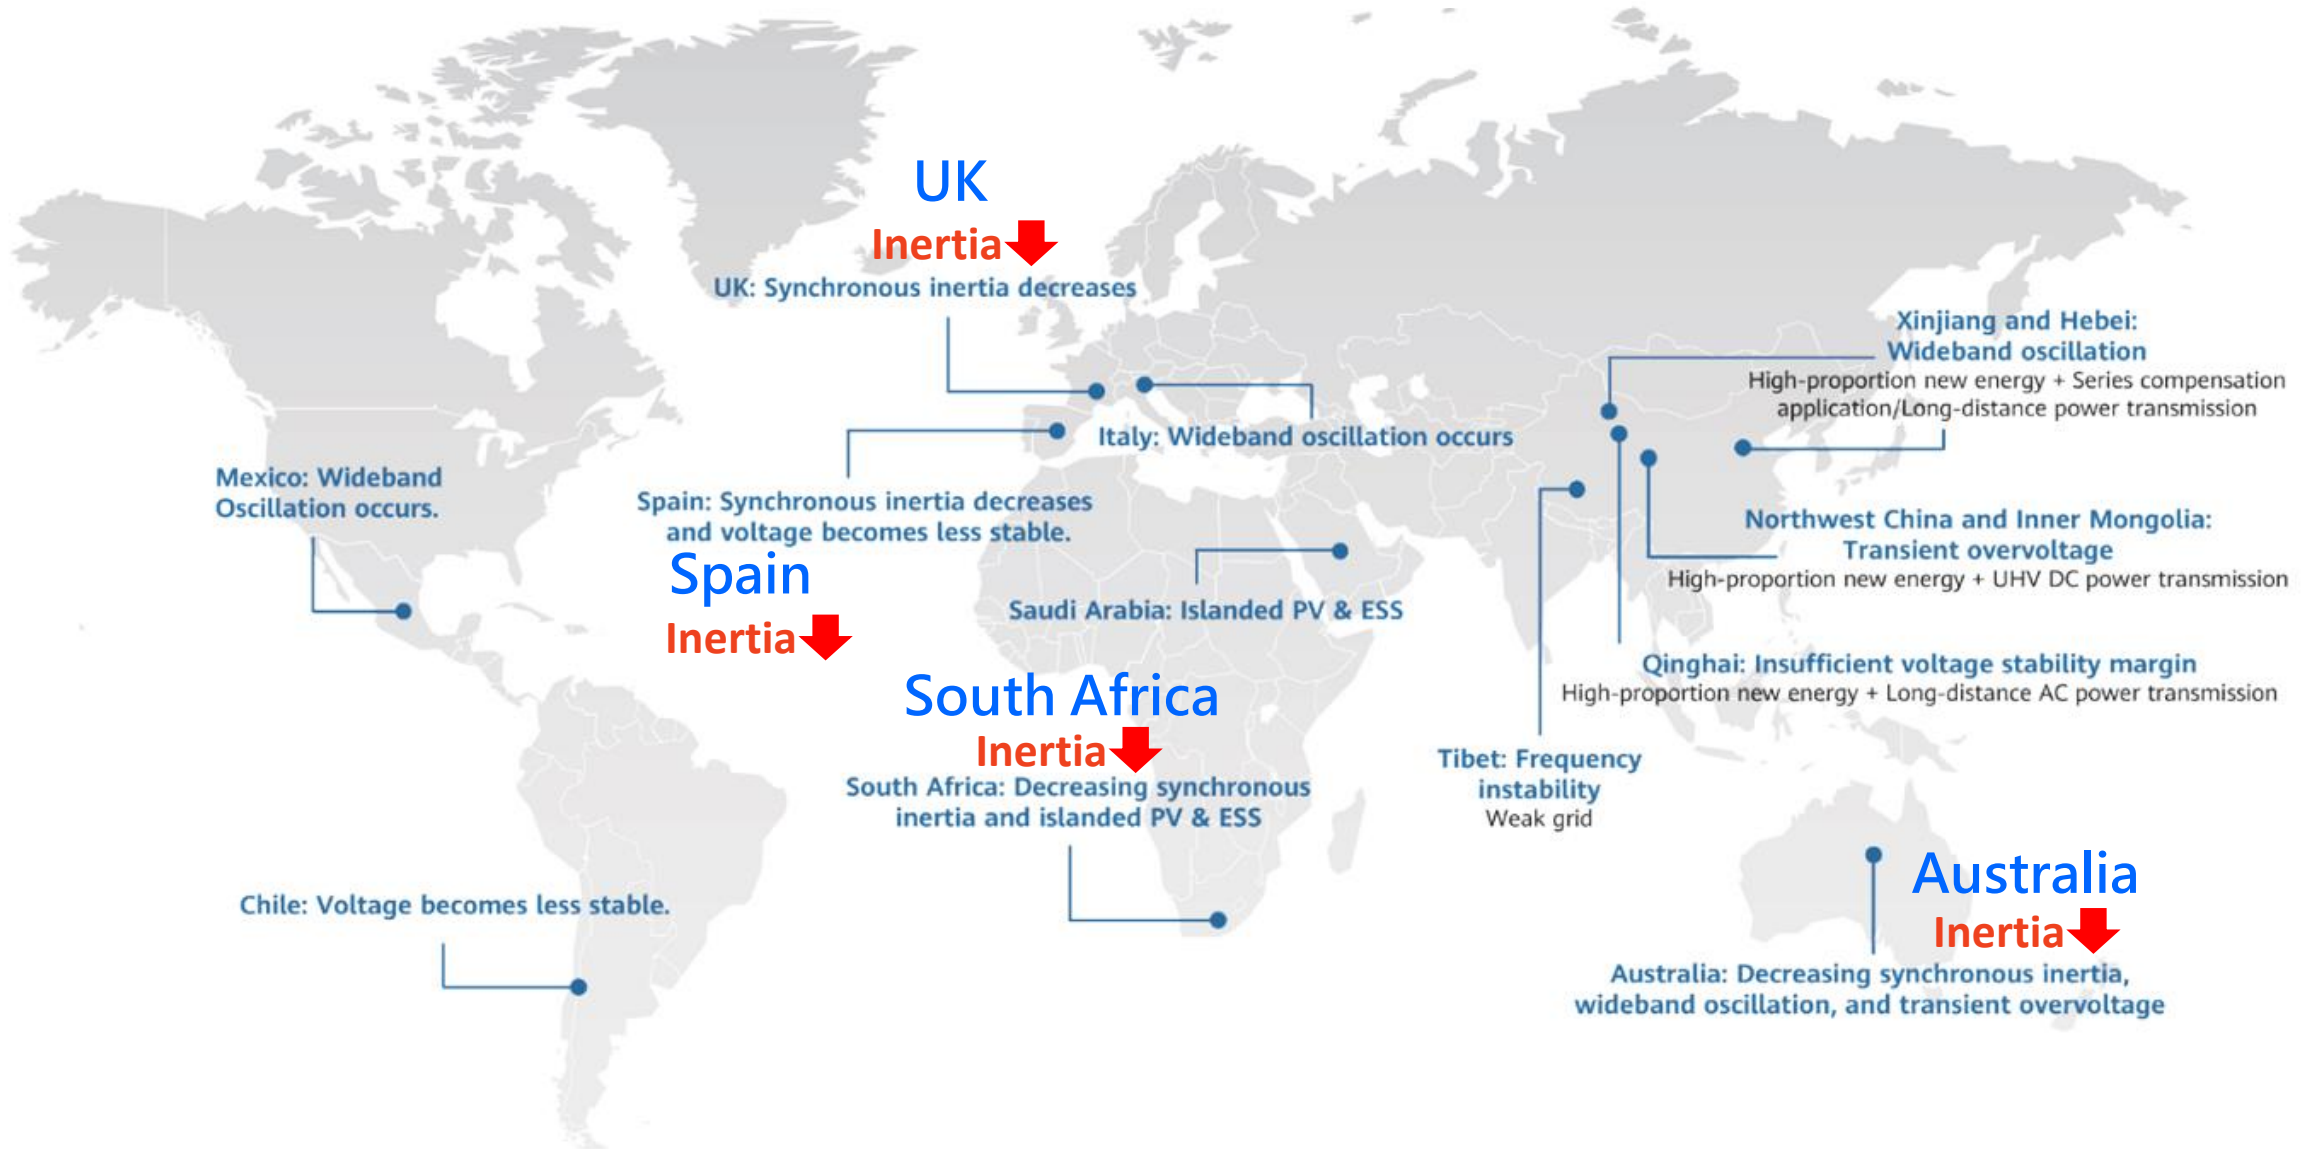 UK
Inertia
UK: Synchronous inertia decreases
Xinjiang and Hebei:
Wideband oscillation
High-proportion new energy + Series compensation
application/Long-distance power transmission
Italy: Wideband oscillation occurs
Mexico: Wideband
Oscillation occurs.
Spain: Synchronous inertia decreases
and voltage becomes less stable.
Spain
Inertia
Northwest China and Inner Mongolia:
Transient overvoltage
High-proportion new energy + UHV DC power transmission
Saudi Arabia: Islanded PV & ESS
Qinghai: Insufficient voltage stability margin
High-proportion new energy + Long-distance AC power transmission
South Africa
Inertia
South Africa: Decreasing synchronous
inertia and islanded PV & ESS
Tibet: Frequency
instability
Weak grid
Chile: Voltage becomes less stable.
Australia
Inertia
Australia: Decreasing synchronous inertia,
wideband oscillation, and transient overvoltage